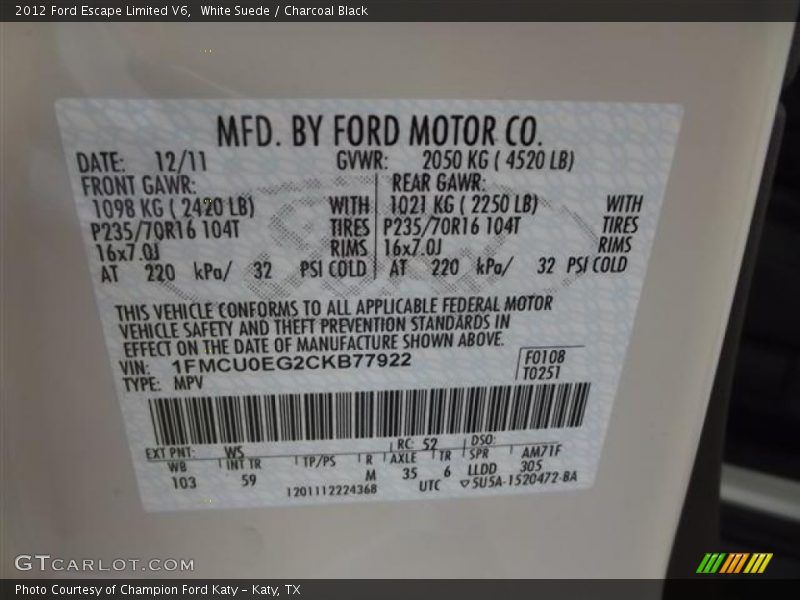 2012 Ford Escape Limited V6,  White Suede / Charcoal Black
MFD. BY FORD MOTOR CO.
DATE: 12/11 GVWR: 2050 KG ( 4520 LB)
FRONT GAWR: REAR GAWR:
1098 KG ( 2420 LB) WITH 1021 KG ( 2250 LB) WITH
P235/70R16 104T TIRES P235/70R16 104T TIRES
16x7.0J RIMS 16x7.0J RIMS
AT 220 kPa/ 32 PSI COLD AT 220 kPa/ 32 PSI COLD
THIS VEHICLE CONFORMS TO ALL APPLICABLE FEDERAL MOTOR
VEHICLE SAFETY AND THEFT PREVENTION STANDARDS IN
EFFECT ON THE DATE OF MANUFACTURE SHOWN ABOVE.
VIN: 1FMCU0EG2CKB77922 F0108
TYPE: MPV T0251
EXT PNT: WS RC: 52 DSO:
WB INT TR TP/PS R AXLE TR SPR AM71F
103 59 M 35 6 LLDD 305
1201112224368 UTC ▽SU5A-1520472-BA
GTCARLOT.COM
Photo Courtesy of Champion Ford Katy – Katy, TX